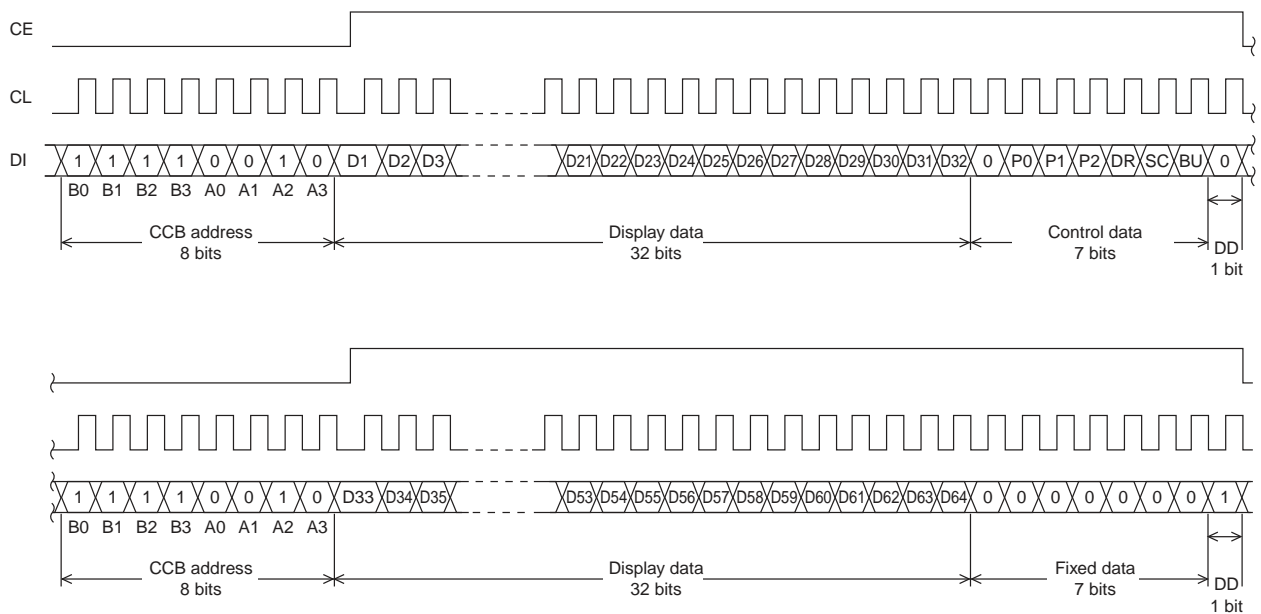 CE
CL
DI 1 1 1 1 0 0 1 0 D1 D2 D3 D21 D22 D23 D24 D25 D26 D27 D28 D29 D30 D31 D32 0 P0 P1 P2 DR SC BU 0
B0 B1 B2 B3 A0 A1 A2 A3
CCB address Display data Control data DD
8 bits 32 bits 7 bits 1 bit
1 1 1 1 0 0 1 0 D33 D34 D35 D53 D54 D55 D56 D57 D58 D59 D60 D61 D62 D63 D64 0 0 0 0 0 0 0 1
B0 B1 B2 B3 A0 A1 A2 A3
CCB address Display data Fixed data DD
8 bits 32 bits 7 bits 1 bit